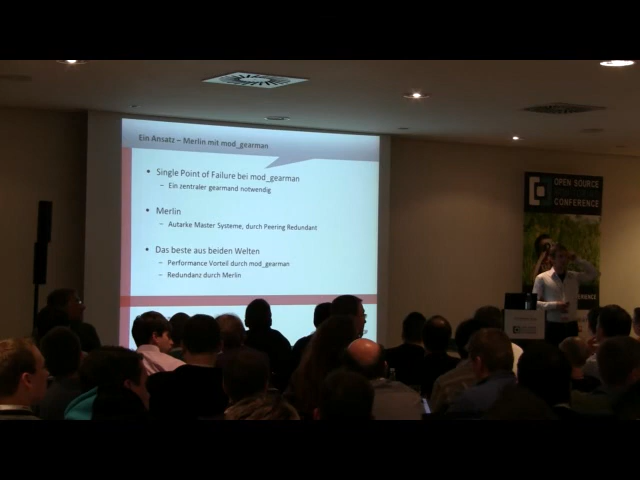 Ein Ansatz – Merlin mit mod_gearman
• Single Point of Failure bei mod_gearman
– Ein zentraler gearmand notwendig
• Merlin
– Autarke Master Systeme, durch Peering Redundant
• Das beste aus beiden Welten
– Performance Vorteil durch mod_gearman
– Redundanz durch Merlin
OPEN SOURCE
CONFERENCE